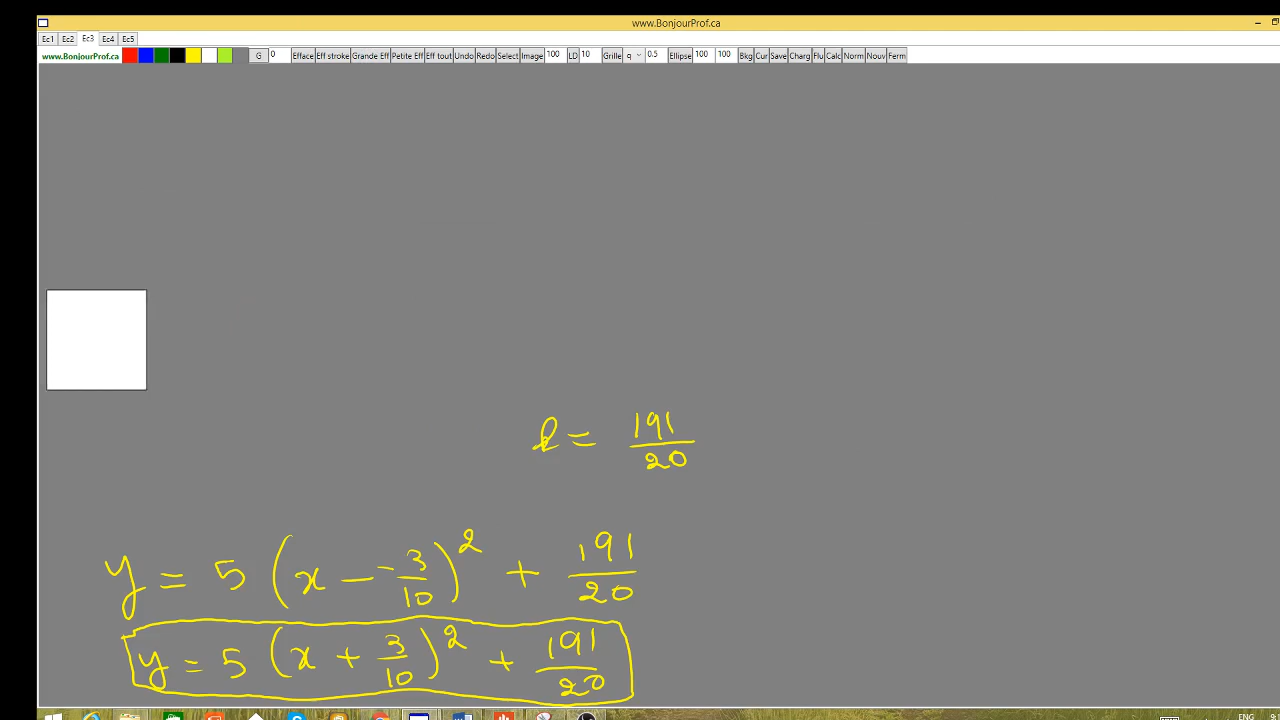 www.BonjourProf.ca
Ec1 Ec2 Ec3 Ec4 Ec5
www.BonjourProf.ca G 0 Efface Eff stroke Grande Eff Petite Eff Eff tout Undo Redo Select Image 100 LD 10 Grille q 0.5 Ellipse 100 100 Bkg Cur Save Charg Flu Calc Norm Nouv Ferm
k = 191/20
y = 5 (x - -3/10)² + 191/20
y = 5 (x + 3/10)² + 191/20
ENG